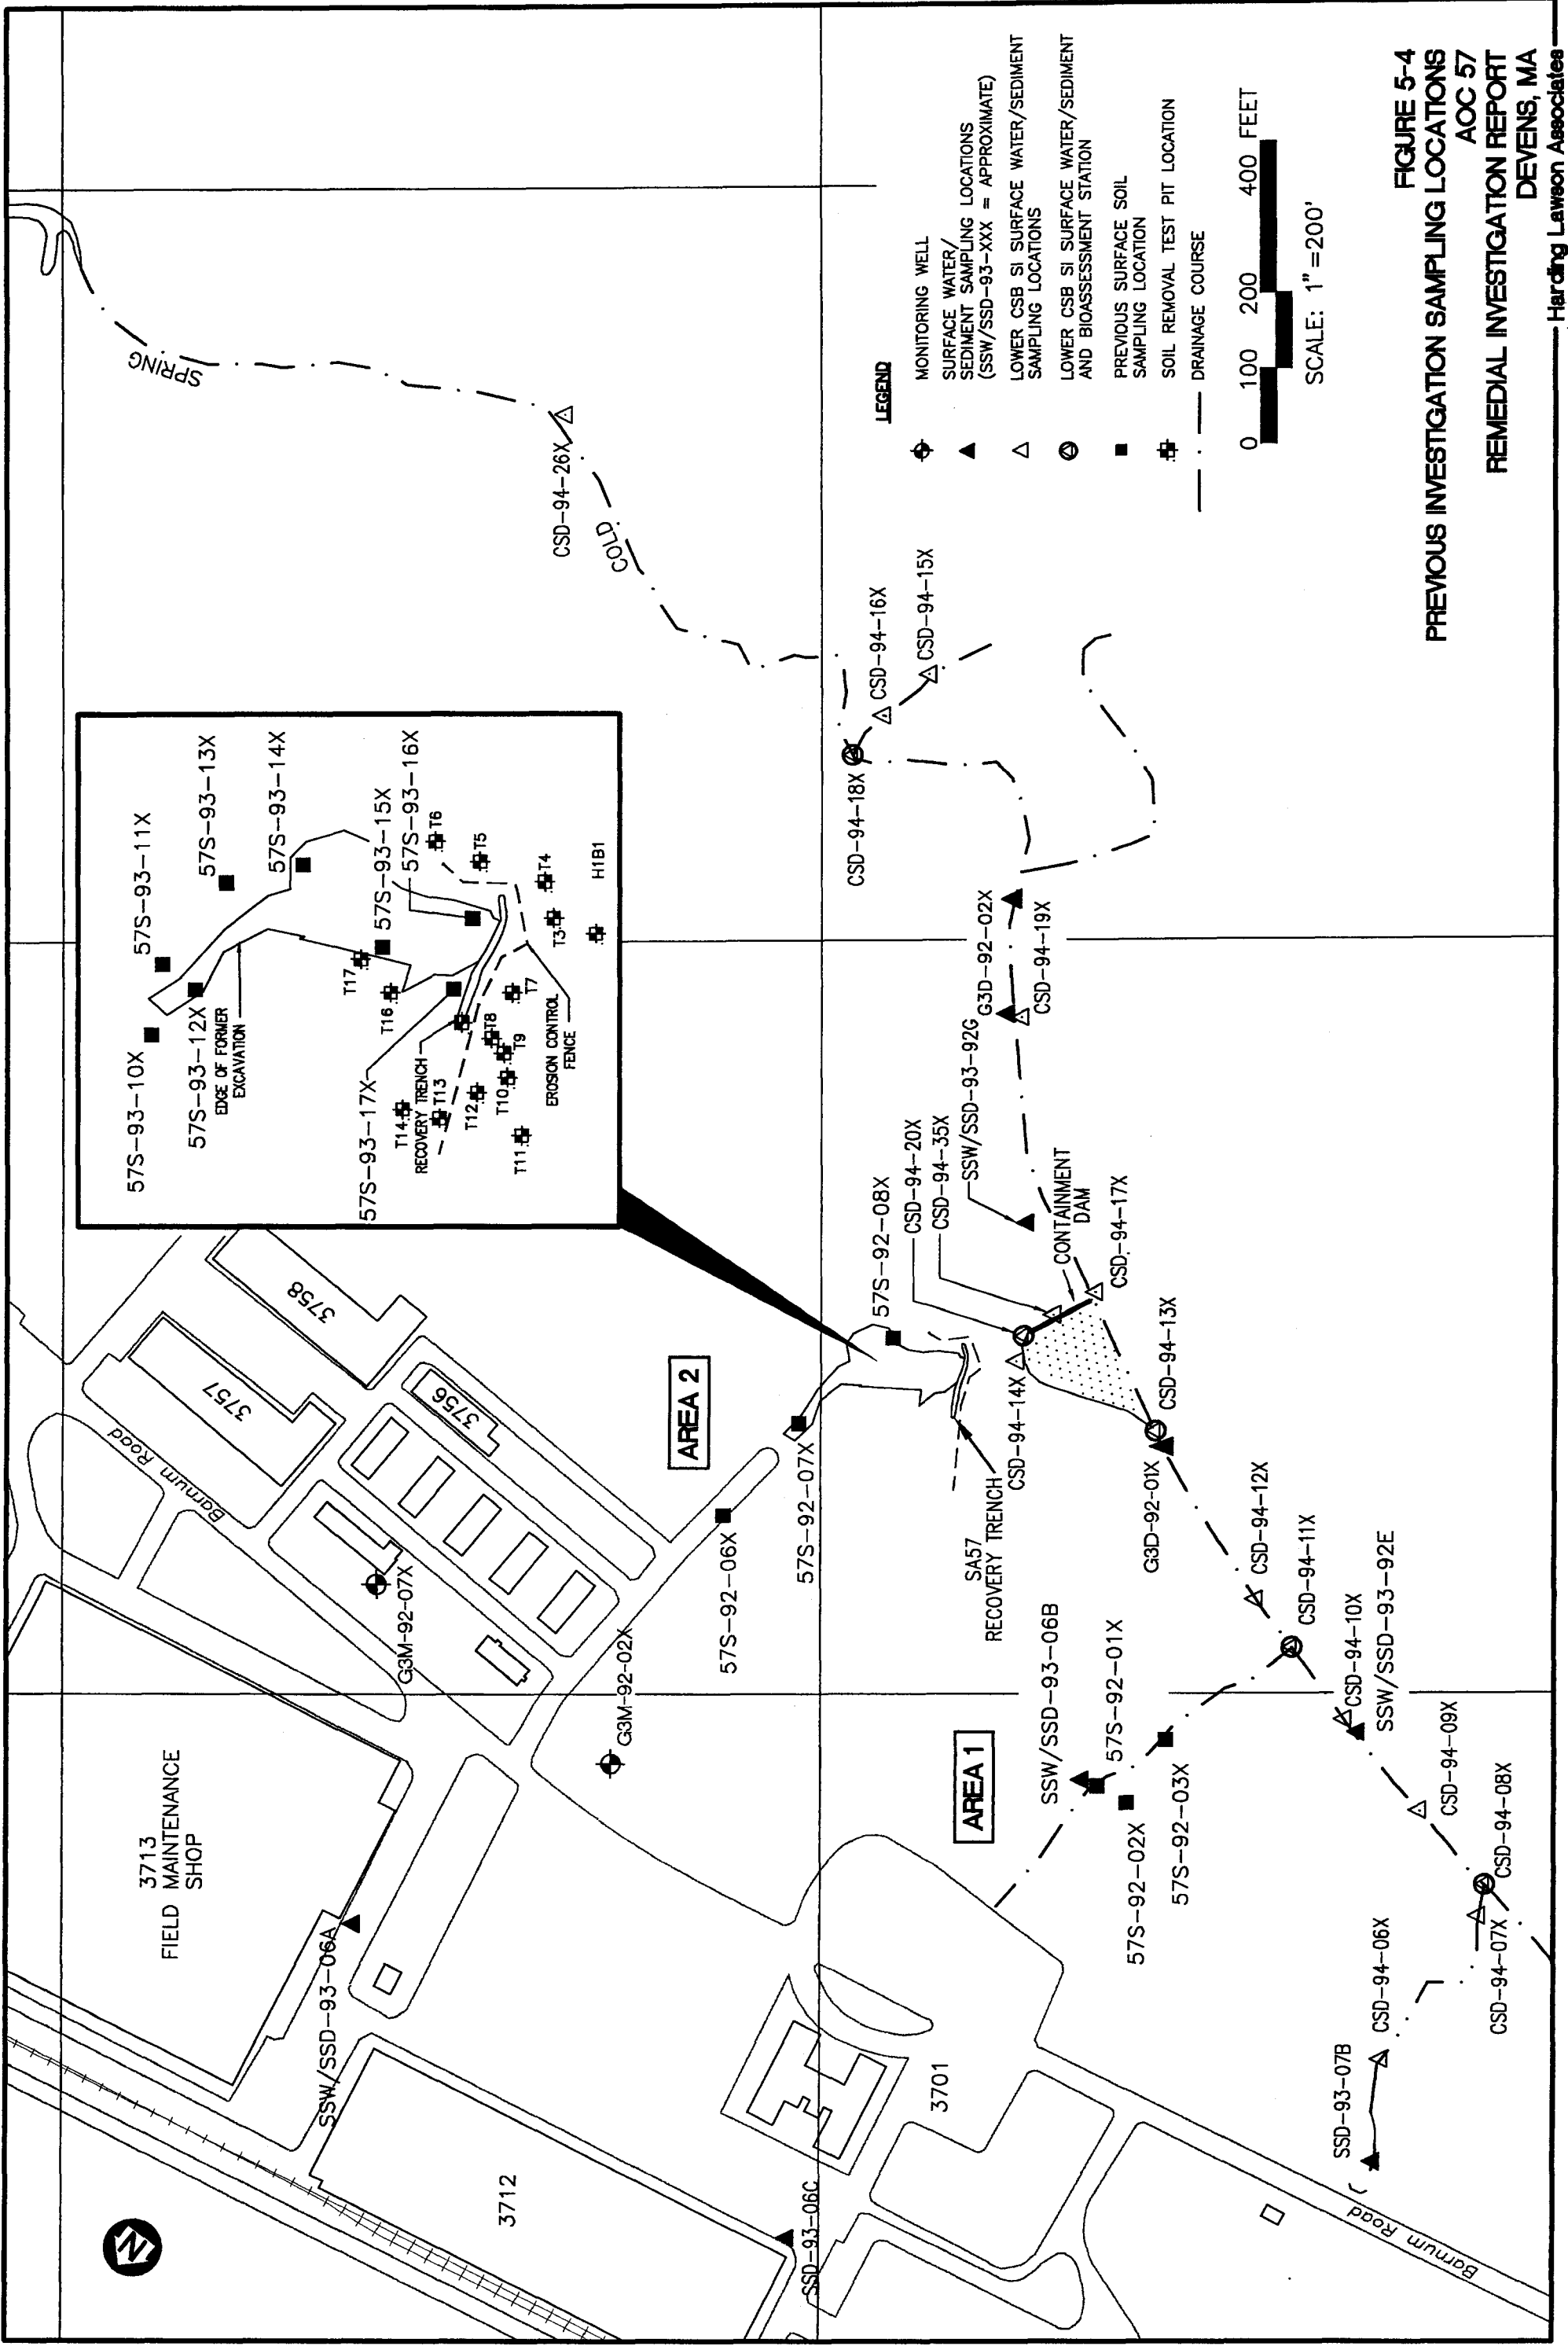 N
3713
FIELD MAINTENANCE
SHOP
3712
3701
3757
3758
3756
Barnum Road
Barnum Road
SSW/SSD-93-06A
SSD-93-06C
G3M-92-07X
G3M-92-02X
AREA 2
57S-92-06X
57S-92-07X
57S-92-08X
SA57
RECOVERY TRENCH
CSD-94-14X
CSD-94-20X
CSD-94-35X
SSW/SSD-93-92G
CONTAINMENT
DAM
CSD-94-17X
CSD-94-13X
G3D-92-01X
CSD-94-12X
CSD-94-11X
AREA 1
SSW/SSD-93-06B
57S-92-01X
57S-92-02X
57S-92-03X
CSD-94-10X
SSW/SSD-93-92E
CSD-94-09X
CSD-94-08X
CSD-94-07X
CSD-94-06X
SSD-93-07B
G3D-92-02X
CSD-94-19X
CSD-94-18X
CSD-94-16X
CSD-94-15X
COLD
CSD-94-26X
SPRING
57S-93-10X
57S-93-11X
57S-93-12X
57S-93-13X
57S-93-14X
EDGE OF FORMER
EXCAVATION
57S-93-15X
57S-93-16X
57S-93-17X
T17
T16
T14
T13
RECOVERY TRENCH
T12
T10
T11
T8
T9
T7
T6
T5
T4
T3
H1B1
EROSION CONTROL
FENCE
LEGEND
MONITORING WELL
SURFACE WATER/
SEDIMENT SAMPLING LOCATIONS
(SSW/SSD-93-XXX = APPROXIMATE)
LOWER CSB SI SURFACE WATER/SEDIMENT
SAMPLING LOCATIONS
LOWER CSB SI SURFACE WATER/SEDIMENT
AND BIOASSESSMENT STATION
PREVIOUS SURFACE SOIL
SAMPLING LOCATION
SOIL REMOVAL TEST PIT LOCATION
DRAINAGE COURSE
0 100 200 400 FEET
SCALE: 1"=200'
FIGURE 5-4
PREVIOUS INVESTIGATION SAMPLING LOCATIONS
AOC 57
REMEDIAL INVESTIGATION REPORT
DEVENS, MA
Harding Lawson Associates